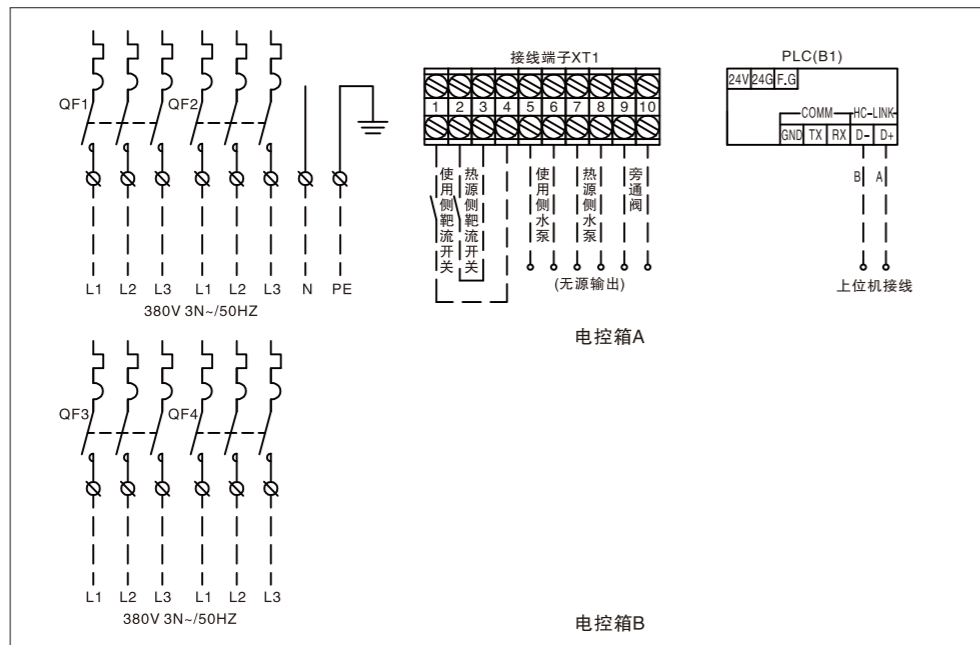 接线端子XT1
PLC(B1)
QF1
QF2
1 2 3 4 5 6 7 8 9 10
24V 24G F.G
COMM HC-LINK
GND TX RX D- D+
使用侧靶流开关
热源侧靶流开关
使用侧水泵
热源侧水泵
旁通阀
B A
L1 L2 L3 L1 L2 L3 N PE
380V 3N~/50HZ
(无源输出)
上位机接线
电控箱A
QF3
QF4
L1 L2 L3 L1 L2 L3
380V 3N~/50HZ
电控箱B